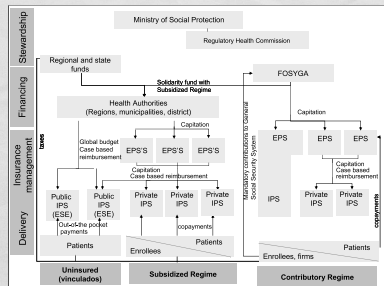 Stewardship
Ministry of Social Protection
Regulatory Health Commission
Financing
Regional and state
funds
Solidarity fund with
Subsidized Regime
FOSYGA
Health Authorities
(Regions, municipalities, district)
Capitation
Capitation
Insurance
management
taxes
Global budget
Case based
reimbursement
EPS'S
EPS'S
EPS'S
Mandatory contributions to General
Social Security System
EPS
EPS
EPS
Capitation
Case based reimbursement
Capitation
Case based
reimbursement
Delivery
Public
IPS
(ESE)
Public
IPS
(ESE)
Private
IPS
Private
IPS
Private
IPS
IPS
Private
IPS
Private
IPS
copayments
Out-of-the pocket
payments
copayments
Patients
Patients
Enrollees
Patients
Enrollees, firms
Uninsured
(vinculados)
Subsidized Regime
Contributory Regime